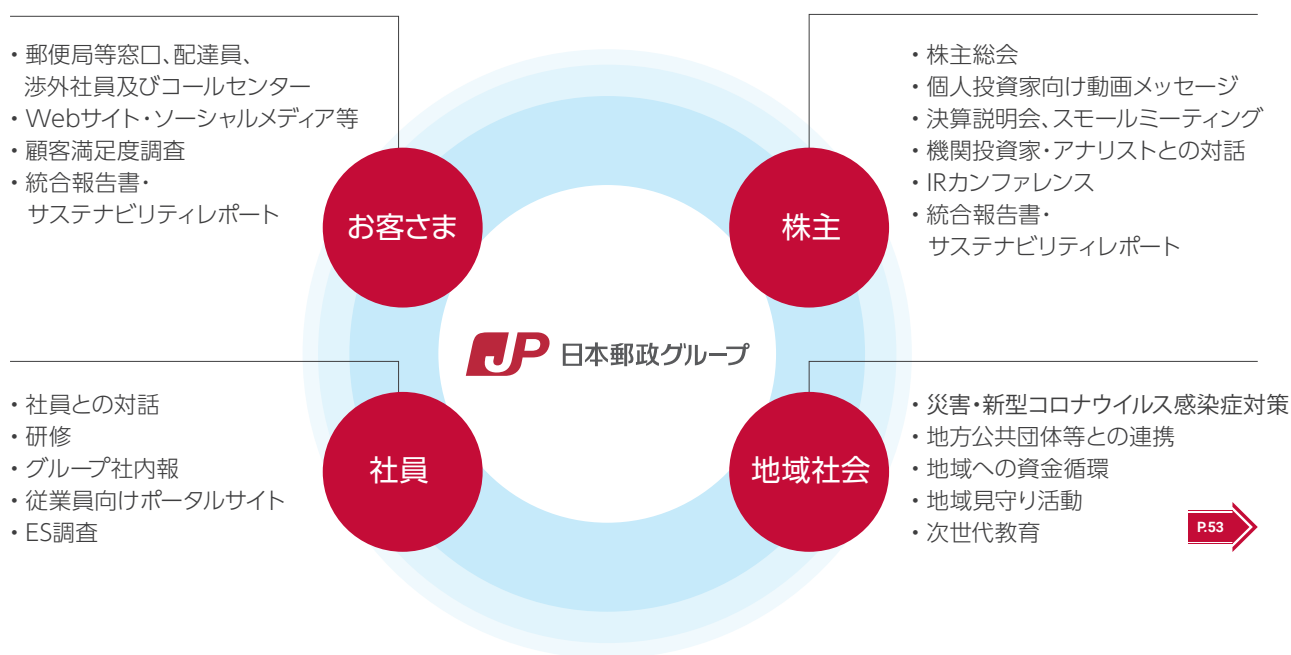 ・郵便局等窓口、配達員、
渉外社員及びコールセンター
・Webサイト・ソーシャルメディア等
・顧客満足度調査
・統合報告書・
サステナビリティレポート
お客さま
・株主総会
・個人投資家向け動画メッセージ
・決算説明会、スモールミーティング
・機関投資家・アナリストとの対話
・IRカンファレンス
・統合報告書・
サステナビリティレポート
株主
JP 日本郵政グループ
・社員との対話
・研修
・グループ社内報
・従業員向けポータルサイト
・ES調査
社員
・災害・新型コロナウイルス感染症対策
・地方公共団体等との連携
・地域への資金循環
・地域見守り活動
・次世代教育
地域社会
P.53